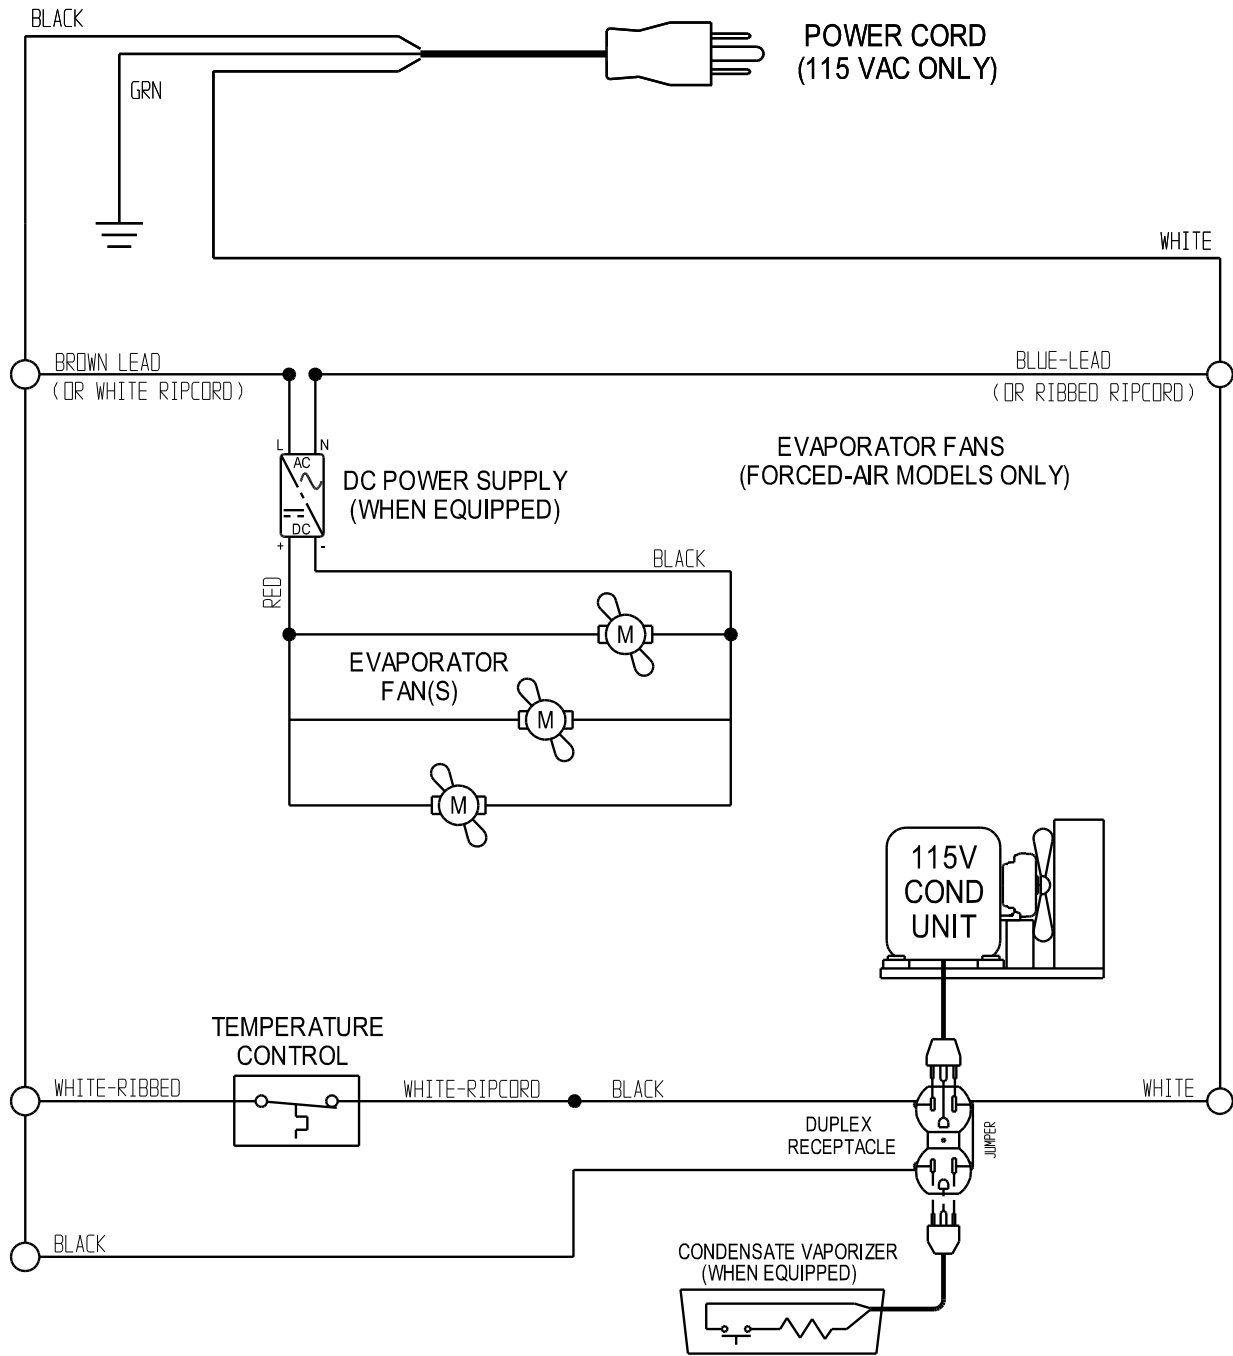 BLACK
POWER CORD
(115 VAC ONLY)
GRN
WHITE
BROWN LEAD
(OR WHITE RIPCORD)
BLUE-LEAD
(OR RIBBED RIPCORD)
L
N
AC
DC
+
-
DC POWER SUPPLY
(WHEN EQUIPPED)
EVAPORATOR FANS
(FORCED-AIR MODELS ONLY)
BLACK
RED
M
EVAPORATOR
FAN(S)
M
M
115V
COND
UNIT
TEMPERATURE
CONTROL
WHITE-RIBBED
WHITE-RIPCORD
BLACK
WHITE
DUPLEX
RECEPTACLE
JUMPER
BLACK
CONDENSATE VAPORIZER
(WHEN EQUIPPED)